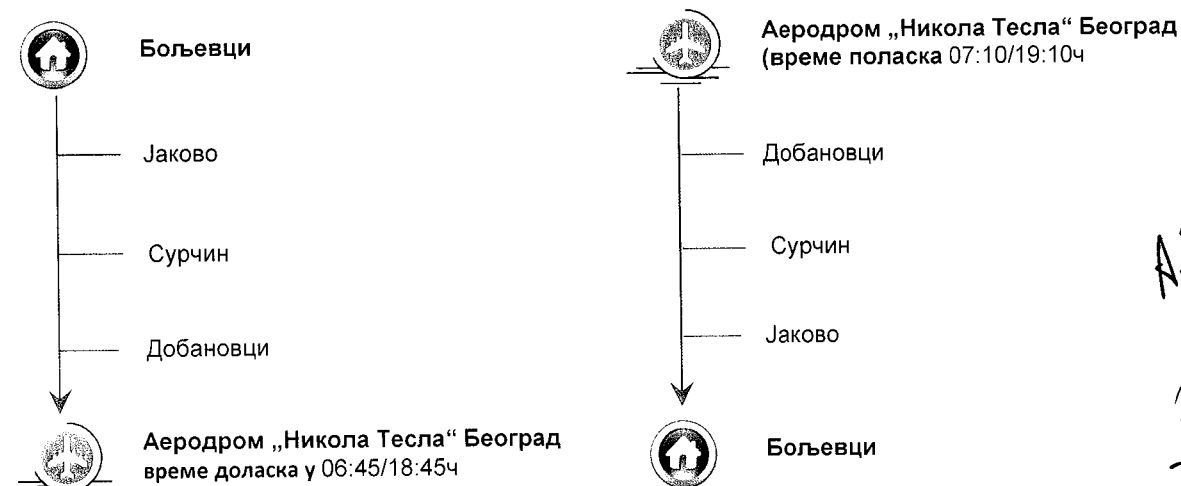 Бољевци
Јаково
Сурчин
Добановци
Аеродром „Никола Тесла“ Београд
време доласка у 06:45/18:45ч
Аеродром „Никола Тесла“ Београд
(време поласка 07:10/19:10ч
Добановци
Сурчин
Јаково
Бољевци